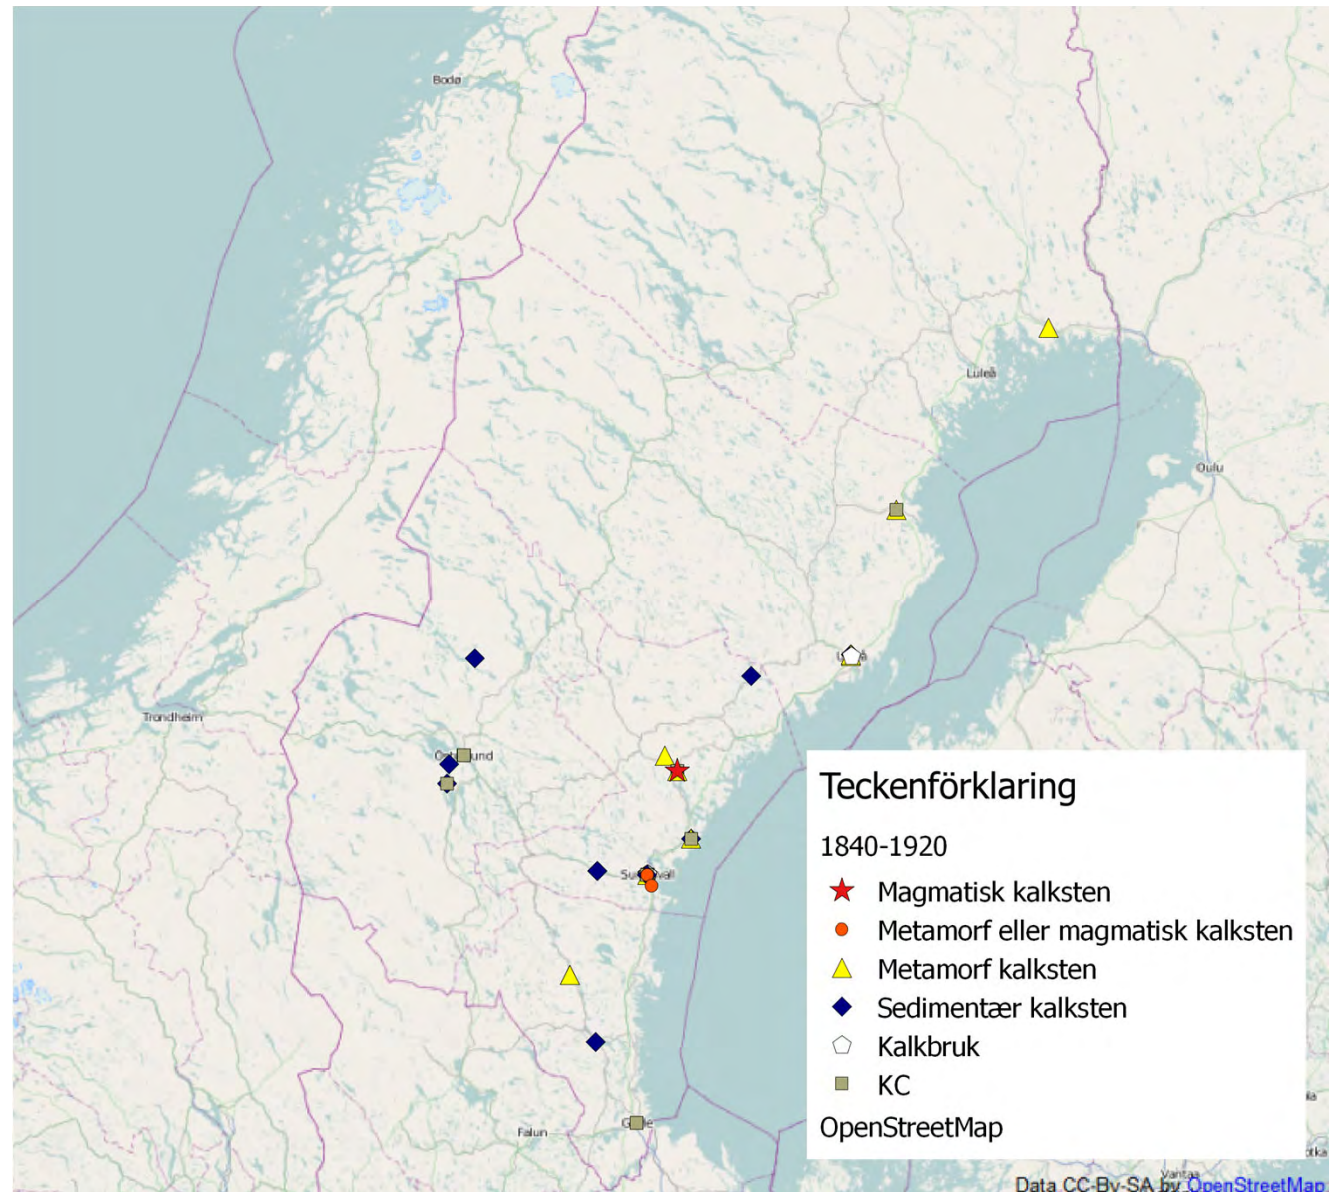 Bodø
Luleå
Oulu
Trondheim
Falun
Teckenförklaring
1840-1920
Magmatisk kalksten
Metamorf eller magmatisk kalksten
Metamorf kalksten
Sedimentær kalksten
Kalkbruk
KC
OpenStreetMap
Vantaa
Data CC-By-SA by OpenStreetMap